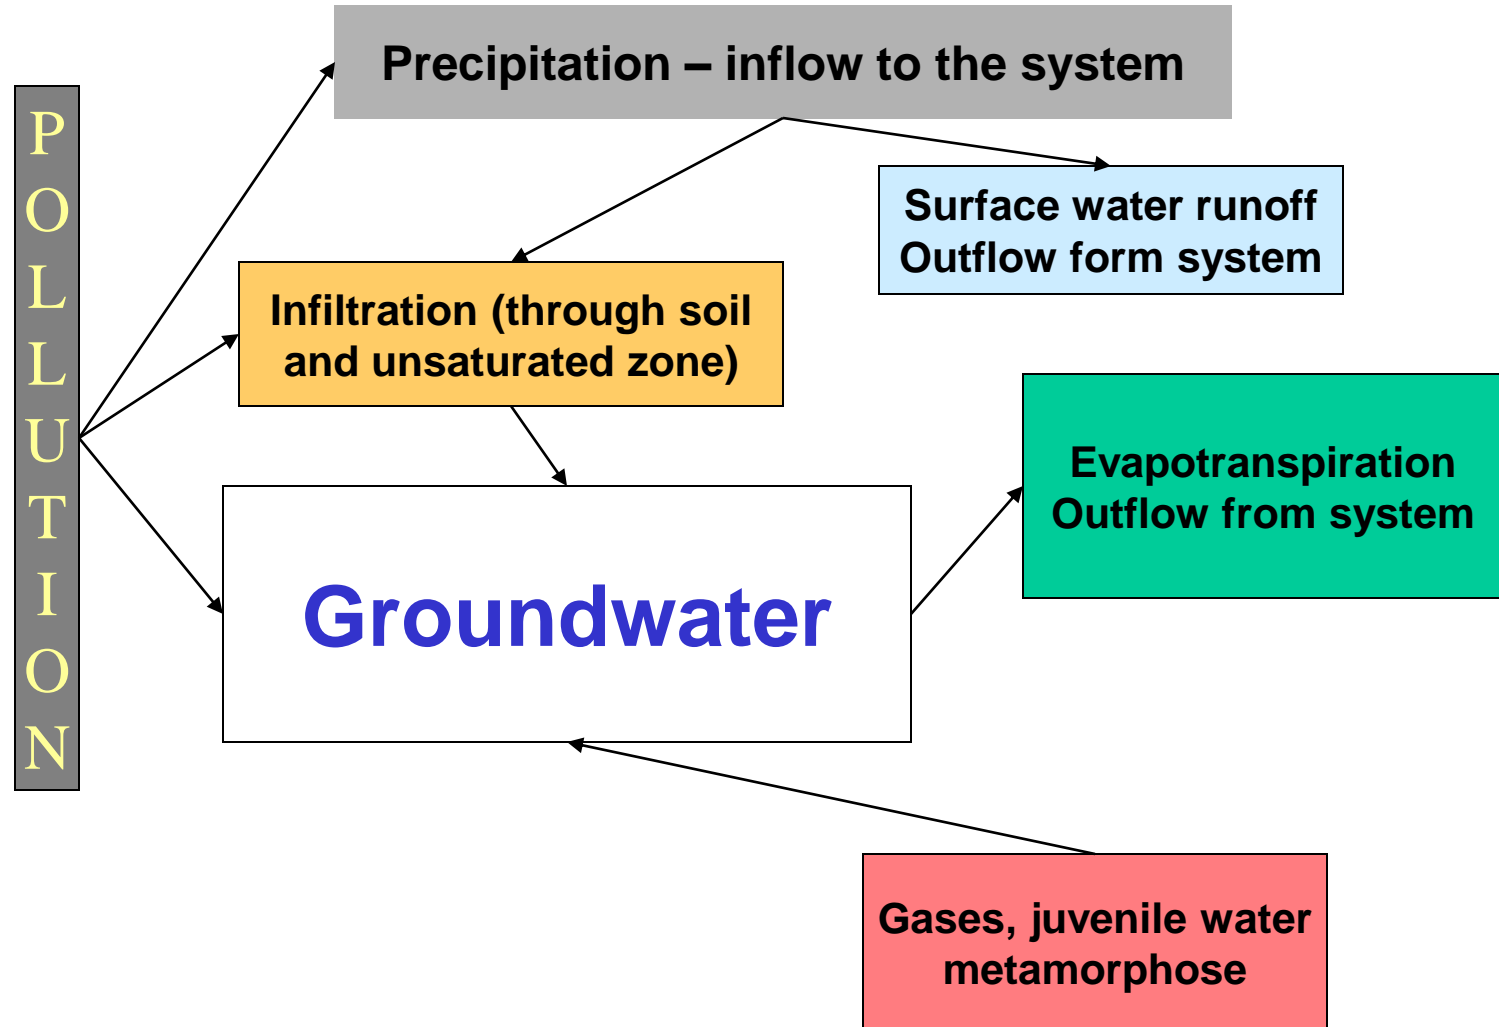 Precipitation – inflow to the system
P
O
L
L
U
T
I
O
N
Surface water runoff
Outflow form system
Infiltration (through soil
and unsaturated zone)
Evapotranspiration
Outflow from system
Groundwater
Gases, juvenile water
metamorphose